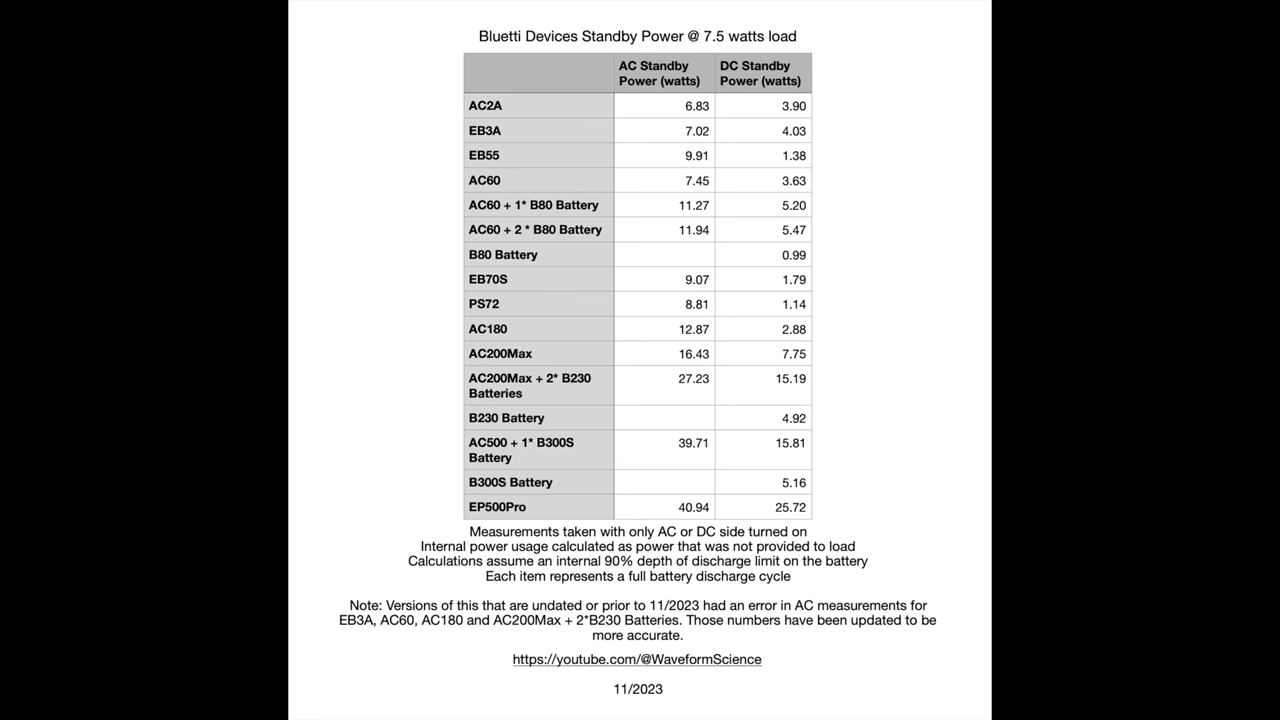 Bluetti Devices Standby Power @ 7.5 watts load
AC Standby DC Standby
Power (watts) Power (watts)
AC2A 6.83 3.90
EB3A 7.02 4.03
EB55 9.91 1.38
AC60 7.45 3.63
AC60 + 1* B80 Battery 11.27 5.20
AC60 + 2 * B80 Battery 11.94 5.47
B80 Battery 0.99
EB70S 9.07 1.79
PS72 8.81 1.14
AC180 12.87 2.88
AC200Max 16.43 7.75
AC200Max + 2* B230 27.23 15.19
Batteries
B230 Battery 4.92
AC500 + 1* B300S 39.71 15.81
Battery
B300S Battery 5.16
EP500Pro 40.94 25.72
Measurements taken with only AC or DC side turned on
Internal power usage calculated as power that was not provided to load
Calculations assume an internal 90% depth of discharge limit on the battery
Each item represents a full battery discharge cycle
Note: Versions of this that are undated or prior to 11/2023 had an error in AC measurements for
EB3A, AC60, AC180 and AC200Max + 2*B230 Batteries. Those numbers have been updated to be
more accurate.
https://youtube.com/@WaveformScience
11/2023